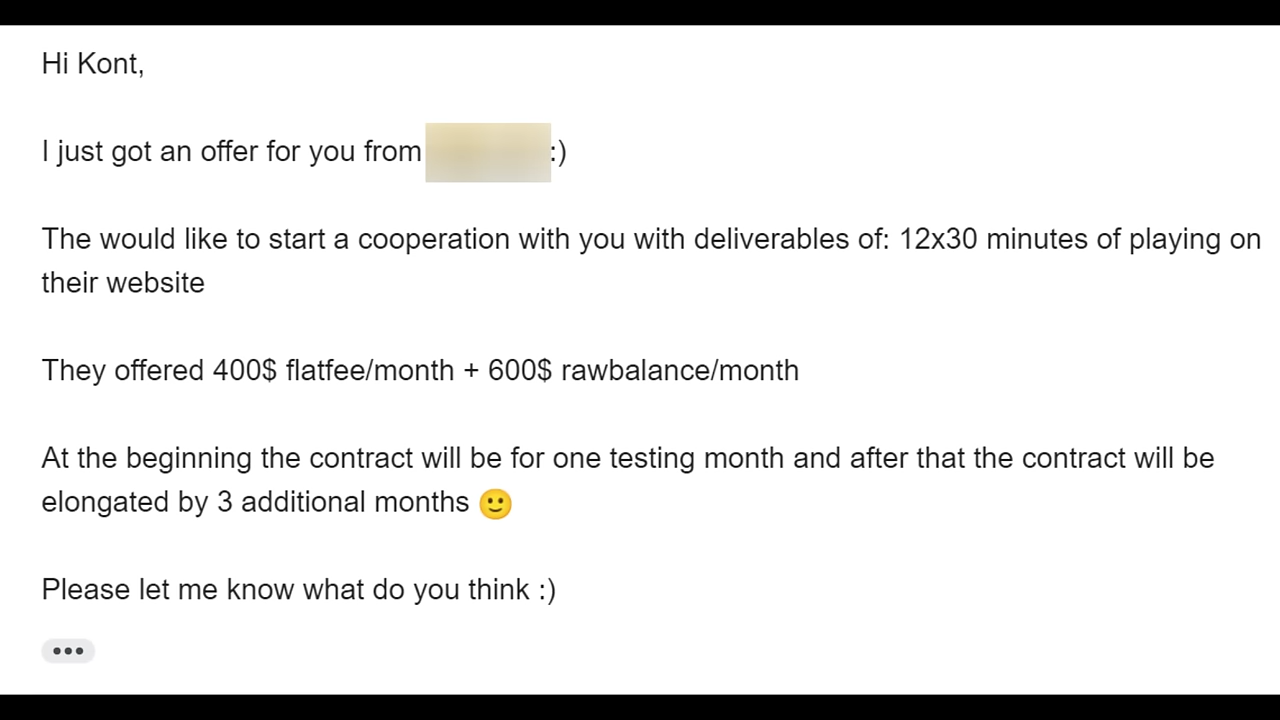 Hi Kont,
I just got an offer for you from :)
The would like to start a cooperation with you with deliverables of: 12x30 minutes of playing on
their website
They offered 400$ flatfee/month + 600$ rawbalance/month
At the beginning the contract will be for one testing month and after that the contract will be
elongated by 3 additional months 🙂
Please let me know what do you think :)